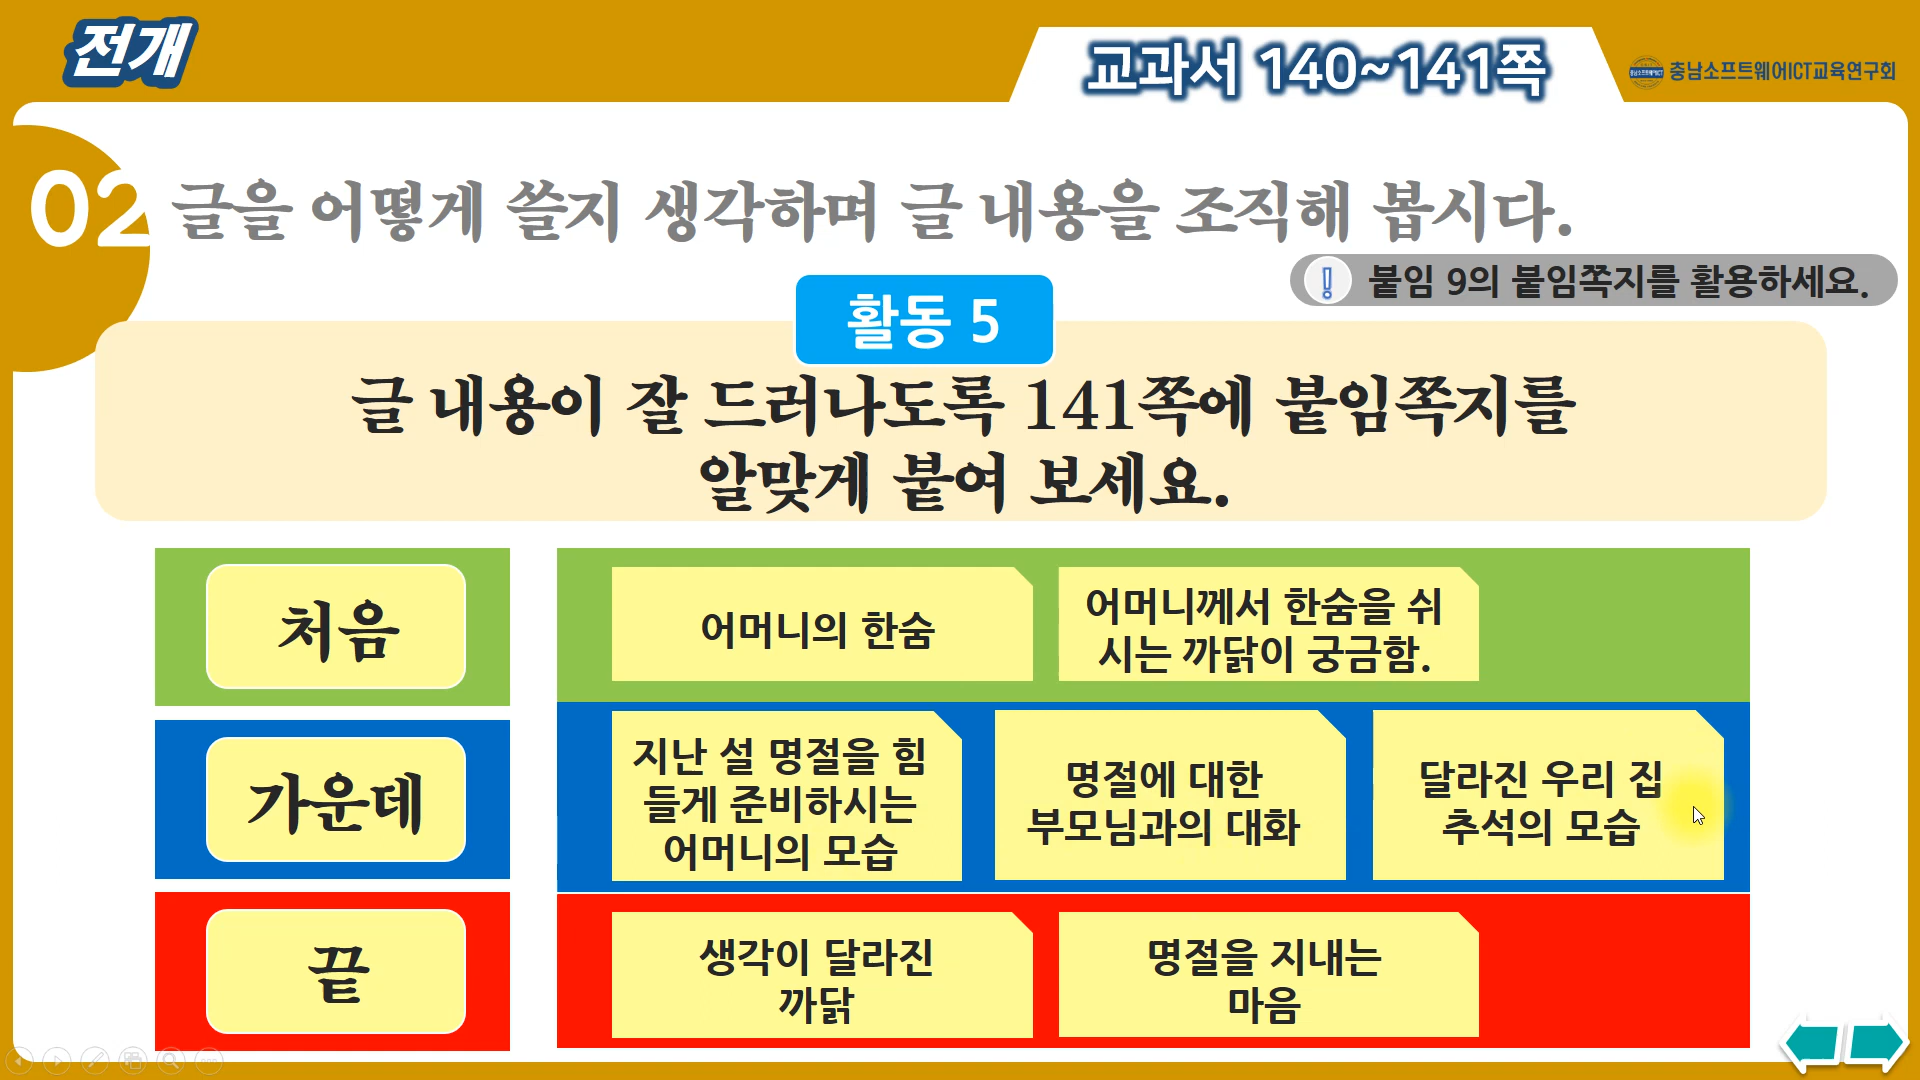 전개
교과서 140~141쪽
충남소프트웨어ICT교육연구회
02 글을 어떻게 쓸지 생각하며 글 내용을 조직해 봅시다.
! 붙임 9의 붙임쪽지를 활용하세요.
활동 5
글 내용이 잘 드러나도록 141쪽에 붙임쪽지를
알맞게 붙여 보세요.
처음
어머니의 한숨
어머니께서 한숨을 쉬
시는 까닭이 궁금함.
가운데
지난 설 명절을 힘
들게 준비하시는
어머니의 모습
명절에 대한
부모님과의 대화
달라진 우리 집
추석의 모습
끝
생각이 달라진
까닭
명절을 지내는
마음